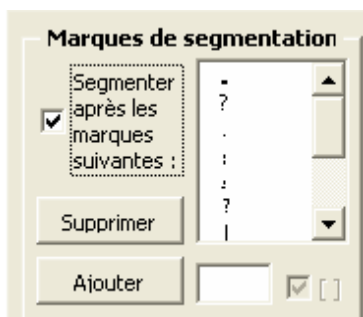 Marques de segmentation
Segmenter
après les
marques
suivantes :
?
.
:
?
Supprimer
Ajouter
[ ]